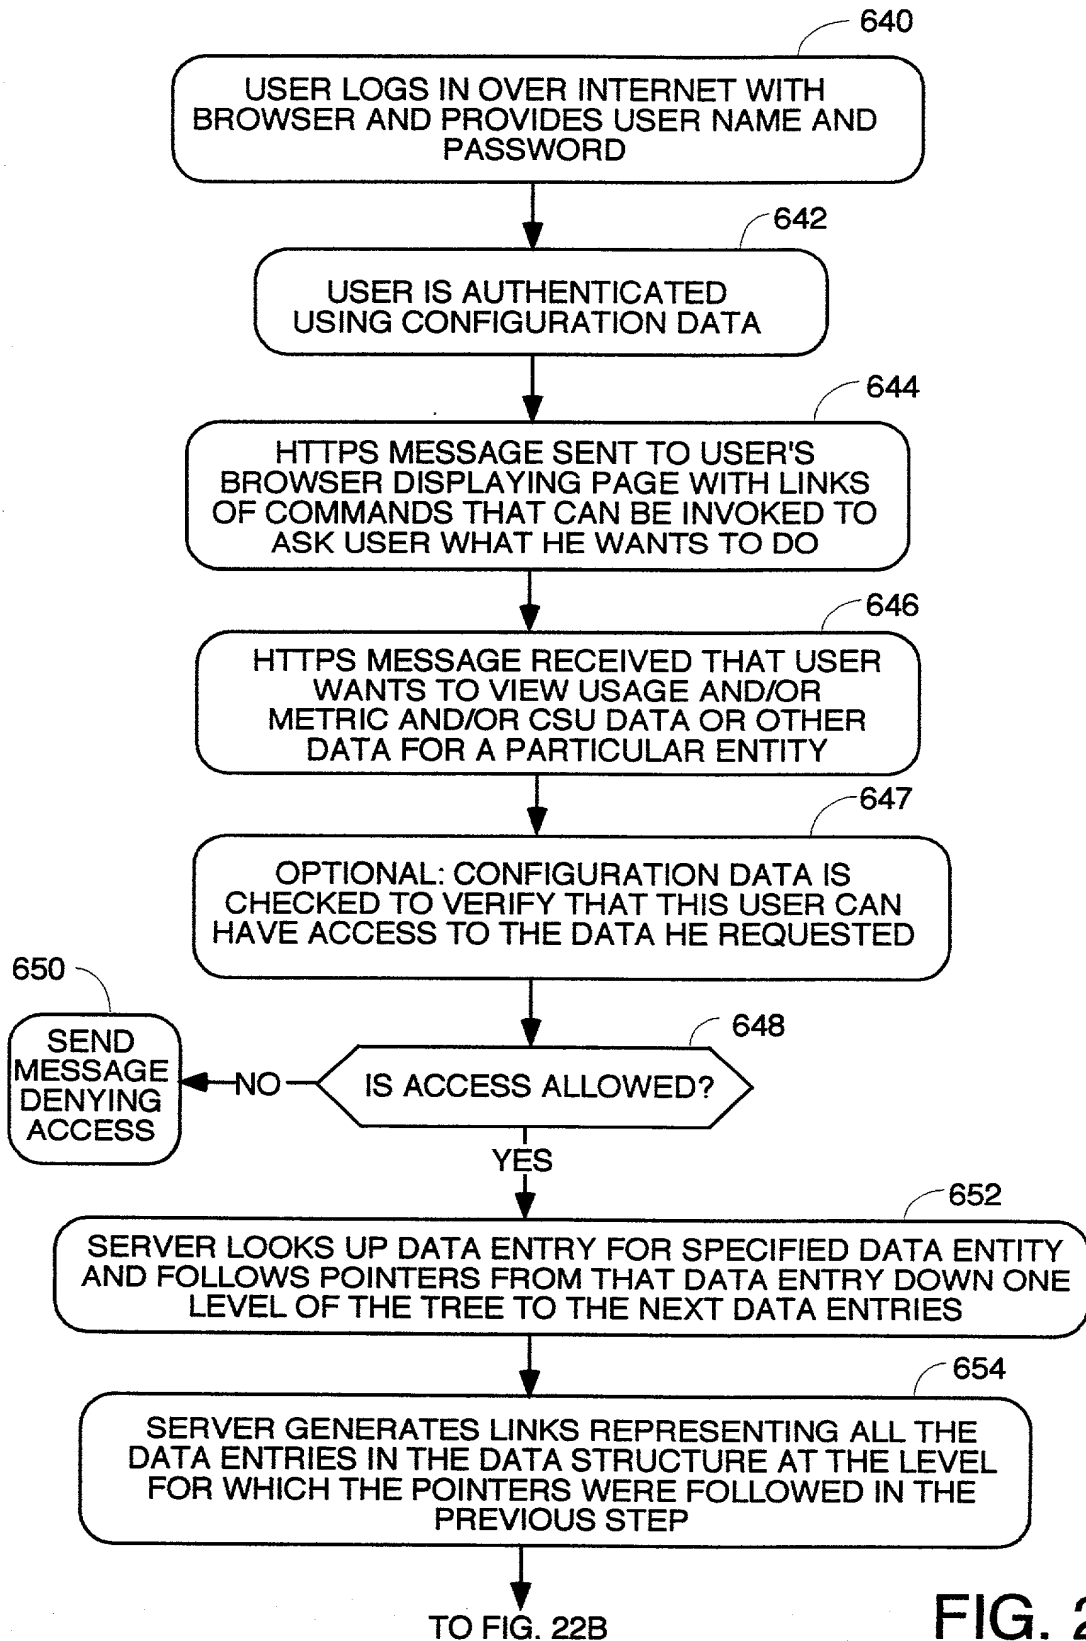 640
USER LOGS IN OVER INTERNET WITH
BROWSER AND PROVIDES USER NAME AND
PASSWORD
642
USER IS AUTHENTICATED
USING CONFIGURATION DATA
644
HTTPS MESSAGE SENT TO USER'S
BROWSER DISPLAYING PAGE WITH LINKS
OF COMMANDS THAT CAN BE INVOKED TO
ASK USER WHAT HE WANTS TO DO
646
HTTPS MESSAGE RECEIVED THAT USER
WANTS TO VIEW USAGE AND/OR
METRIC AND/OR CSU DATA OR OTHER
DATA FOR A PARTICULAR ENTITY
647
OPTIONAL: CONFIGURATION DATA IS
CHECKED TO VERIFY THAT THIS USER CAN
HAVE ACCESS TO THE DATA HE REQUESTED
650
SEND
MESSAGE
DENYING
ACCESS
NO
648
IS ACCESS ALLOWED?
YES
652
SERVER LOOKS UP DATA ENTRY FOR SPECIFIED DATA ENTITY
AND FOLLOWS POINTERS FROM THAT DATA ENTRY DOWN ONE
LEVEL OF THE TREE TO THE NEXT DATA ENTRIES
654
SERVER GENERATES LINKS REPRESENTING ALL THE
DATA ENTRIES IN THE DATA STRUCTURE AT THE LEVEL
FOR WHICH THE POINTERS WERE FOLLOWED IN THE
PREVIOUS STEP
TO FIG. 22B
FIG. 2